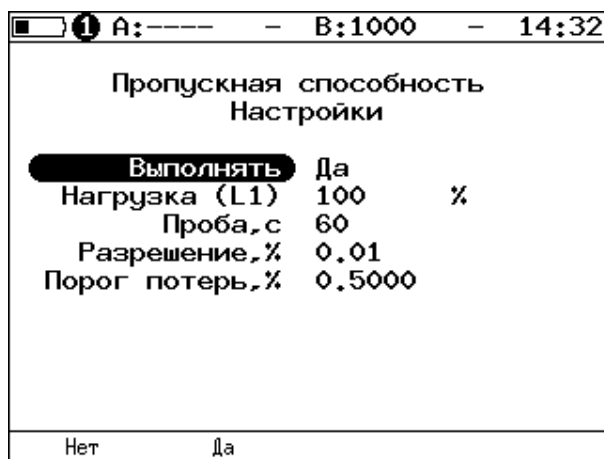 1 A:---- - B:1000 - 14:32
Пропускная способность
Настройки
Выполнять Да
Нагрузка (L1) 100 %
Проба,с 60
Разрешение,% 0.01
Порог потерь,% 0.5000
Нет Да